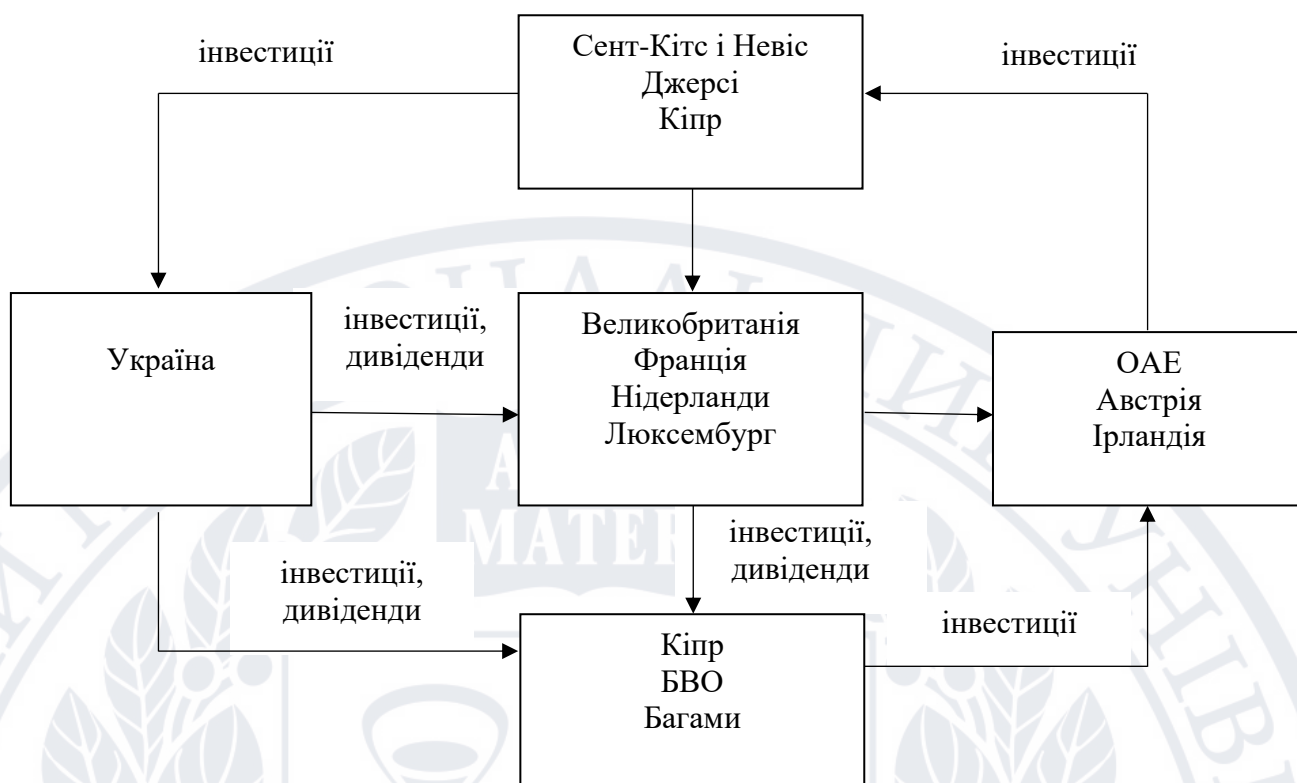 інвестиції
Сент-Кітс і Невіс
Джерсі
Кіпр
інвестиції
Україна
інвестиції,
дивіденди
Великобританія
Франція
Нідерланди
Люксембург
ОАЕ
Австрія
Ірландія
інвестиції,
дивіденди
інвестиції,
дивіденди
Кіпр
БВО
Багами
інвестиції